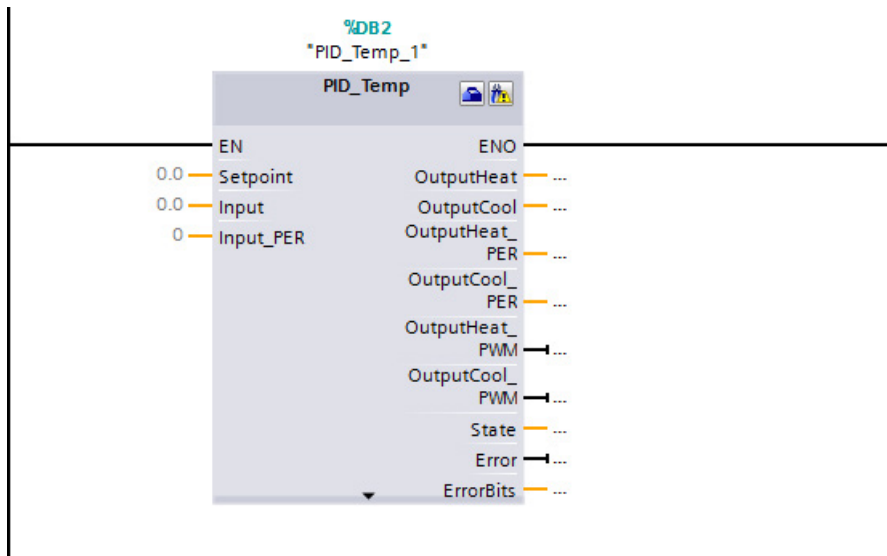 %DB2
"PID_Temp_1"
PID_Temp
EN ENO
0.0 Setpoint OutputHeat ...
0.0 Input OutputCool ...
0 Input_PER OutputHeat_
PER ...
OutputCool_
PER ...
OutputHeat_
PWM ...
OutputCool_
PWM ...
State ...
Error ...
ErrorBits ...